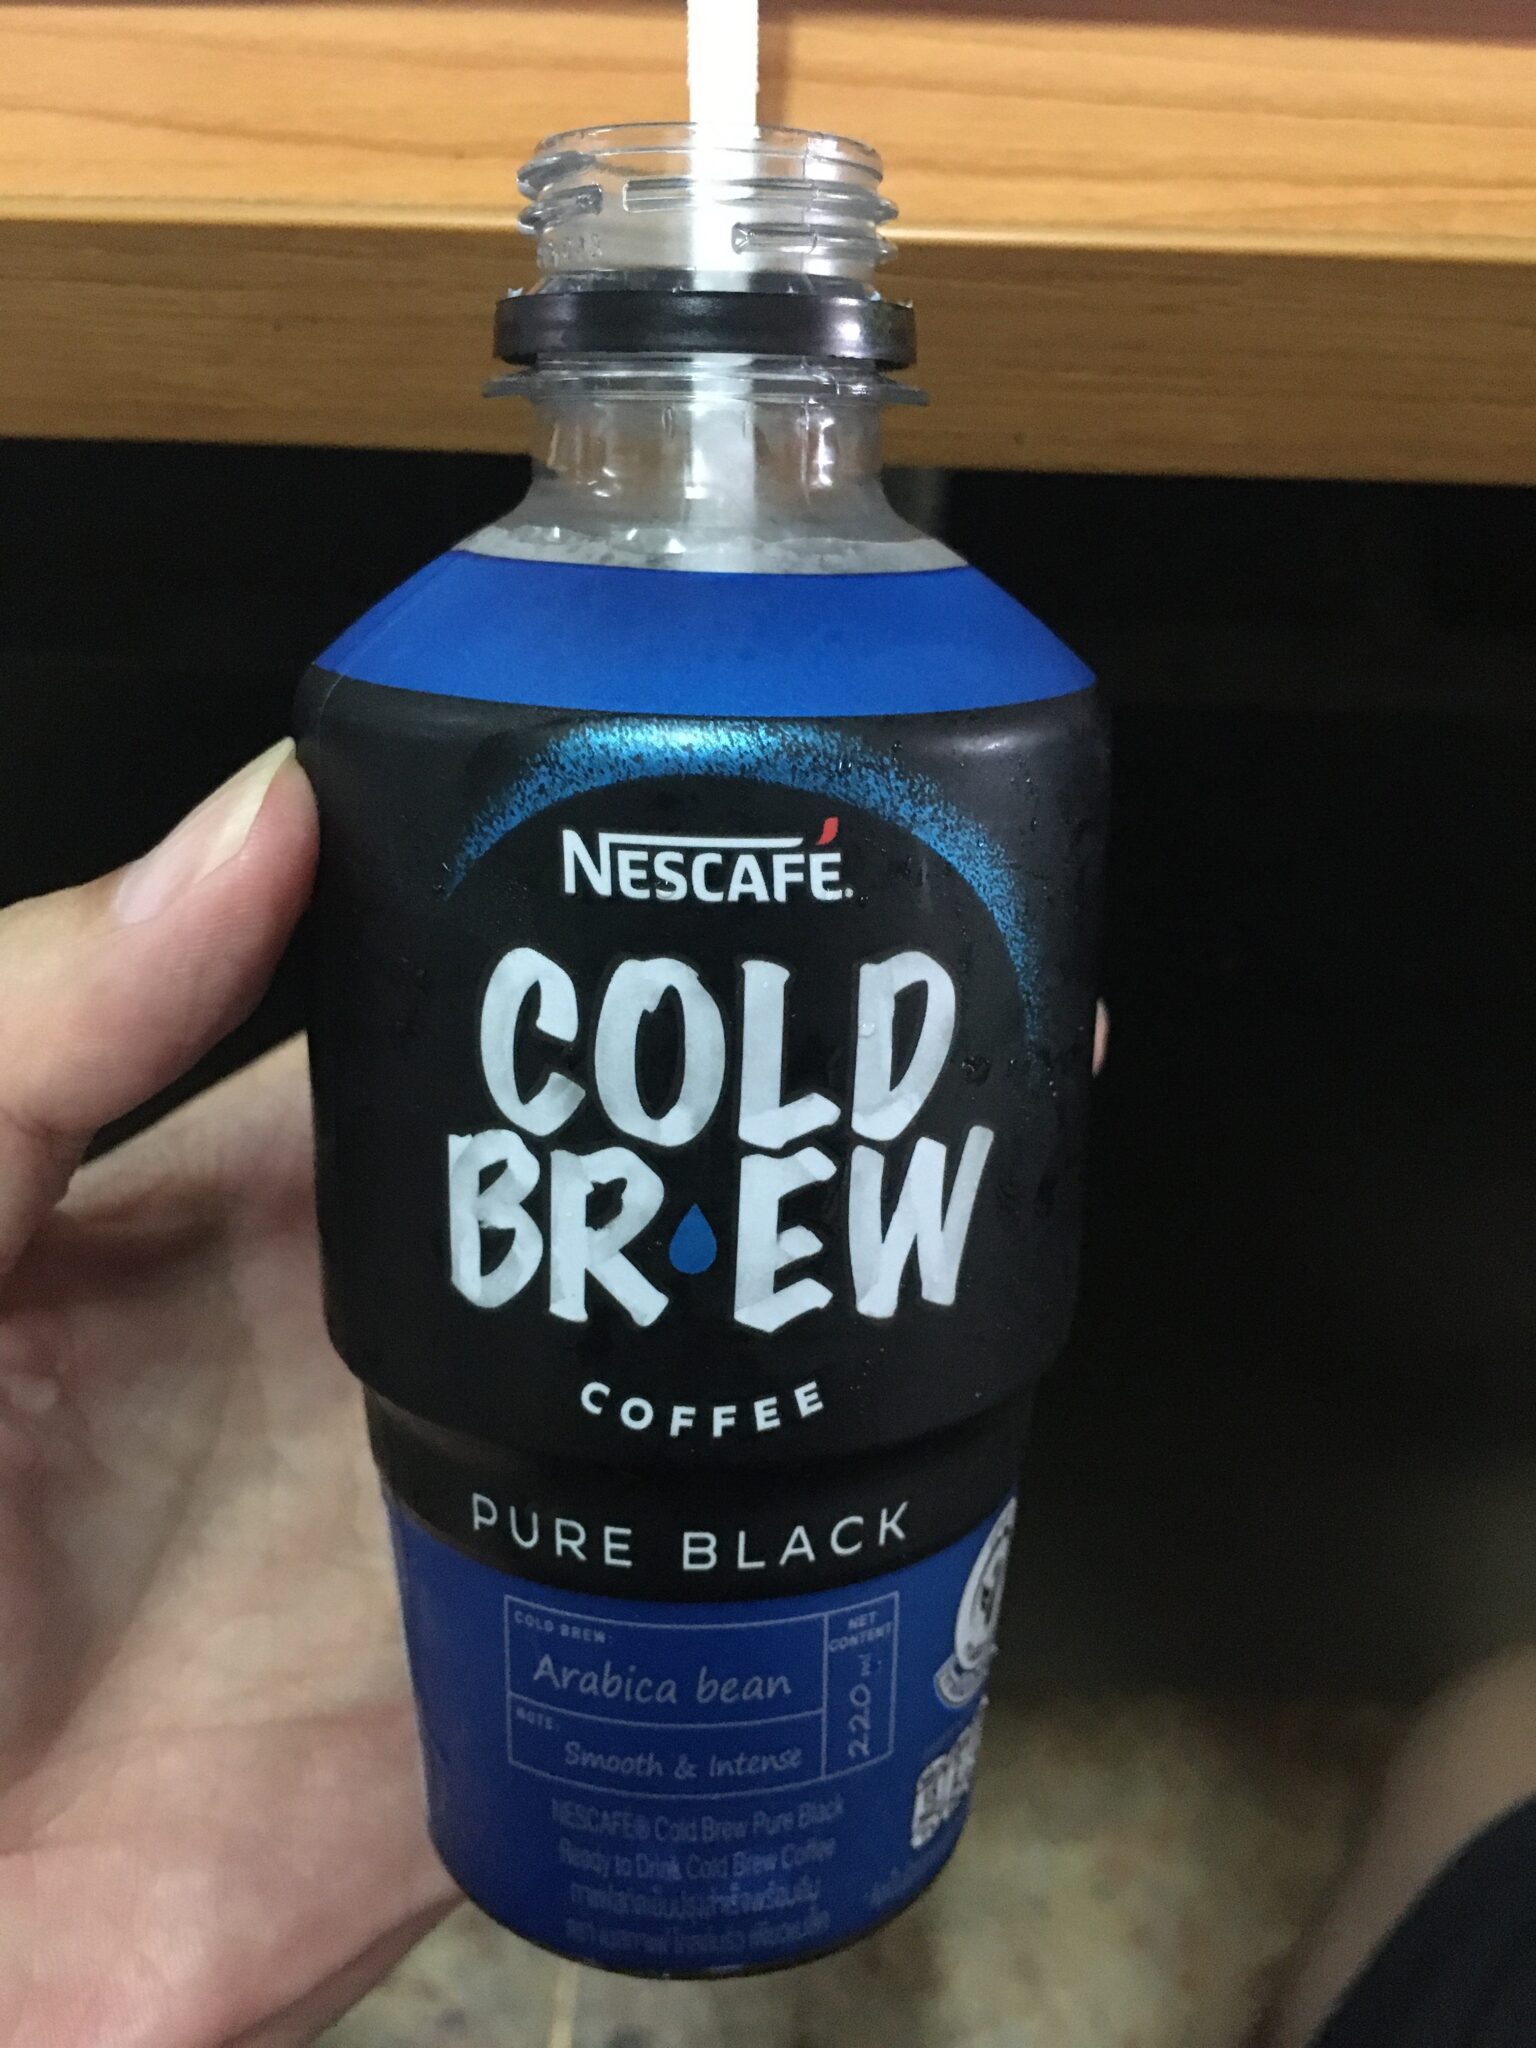 NESCAFÉ.
COLD
BREW
COFFEE
PURE BLACK
COLD BREW:
Arabica bean
NOTE:
Smooth & Intense
NET
CONTENT
220 ml.
NESCAFÉ® Cold Brew Pure Black
Ready to Drink Cold Brew Coffee